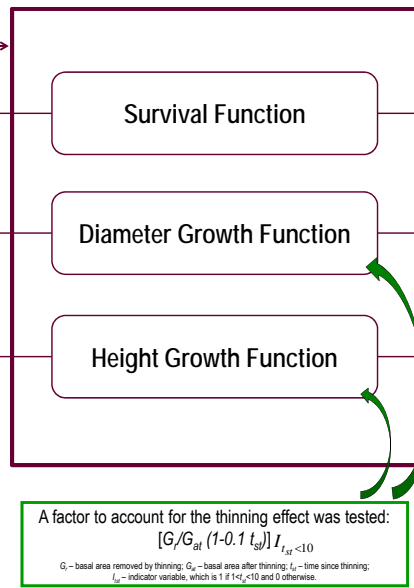 Survival Function
Diameter Growth Function
Height Growth Function
A factor to account for the thinning effect was tested:
[Gr/Gat (1-0.1 tst)] I tst<10
Gr – basal area removed by thinning; Gat – basal area after thinning; tst – time since thinning;
Itst – indicator variable, which is 1 if 1<tst<10 and 0 otherwise.